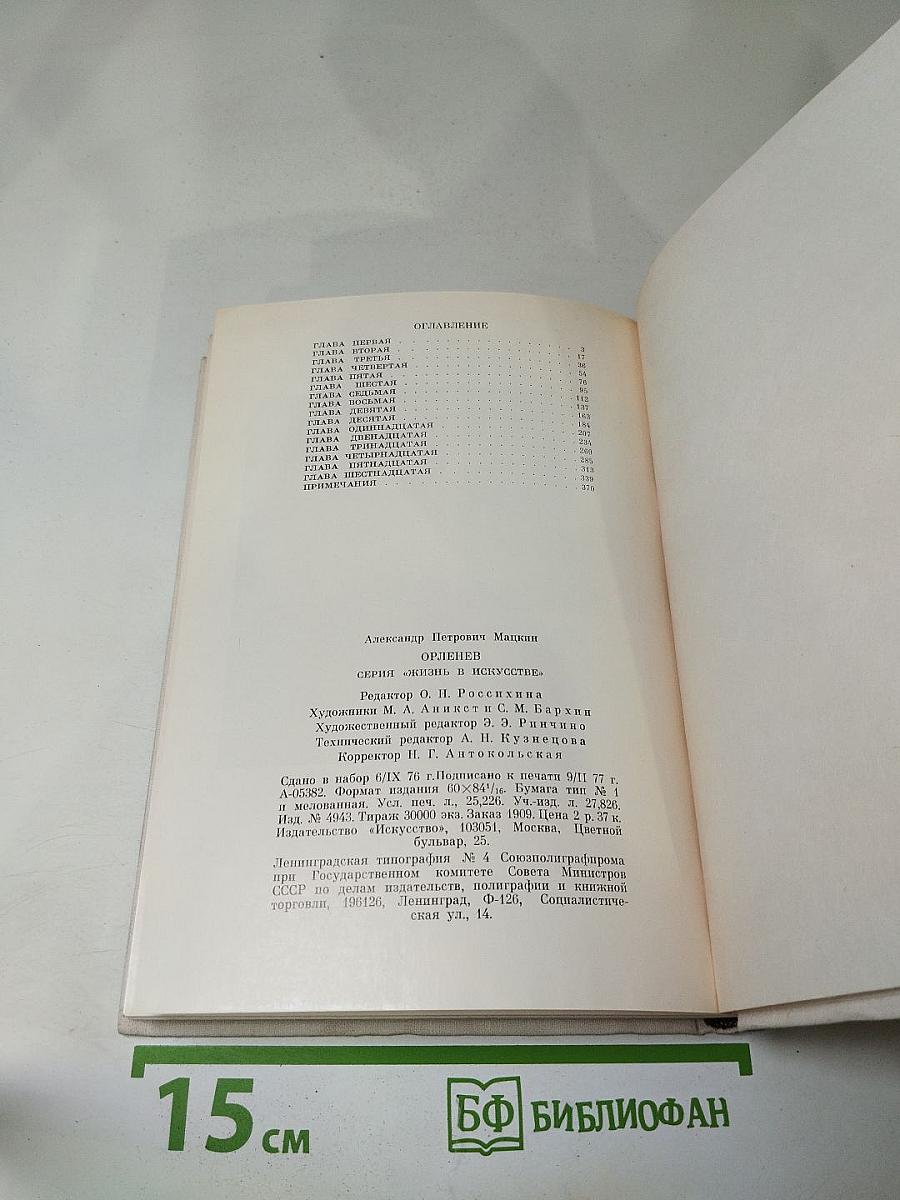 ОГЛАВЛЕНИЕ
ГЛАВА ПЕРВАЯ . . . 3
ГЛАВА ВТОРАЯ . . . 17
ГЛАВА ТРЕТЬЯ . . . 36
ГЛАВА ЧЕТВЕРТАЯ . . . 54
ГЛАВА ПЯТАЯ . . . 76
ГЛАВА ШЕСТАЯ . . . 95
ГЛАВА СЕДЬМАЯ . . . 112
ГЛАВА ВОСЬМАЯ . . . 137
ГЛАВА ДЕВЯТАЯ . . . 163
ГЛАВА ДЕСЯТАЯ . . . 184
ГЛАВА ОДИННАДЦАТАЯ . . . 207
ГЛАВА ДВЕНАДЦАТАЯ . . . 234
ГЛАВА ТРИНАДЦАТАЯ . . . 260
ГЛАВА ЧЕТЫРНАДЦАТАЯ . . . 285
ГЛАВА ПЯТНАДЦАТАЯ . . . 313
ГЛАВА ШЕСТНАДЦАТАЯ . . . 339
ПРИМЕЧАНИЯ . . . 376
Александр Петрович Мацкин
ОРЛЕНЕВ
СЕРИЯ «ЖИЗНЬ В ИСКУССТВЕ»
Редактор О. Н. Россихина
Художники М. А. Аникст и С. М. Бархин
Художественный редактор Э. Э. Ринчино
Технический редактор А. Н. Кузнецова
Корректор Н. Г. Антокольская
Сдано в набор 6/IX 76 г. Подписано к печати 9/II 77 г.
А-05382. Формат издания 60×84¹/₁₆. Бумага тип № 1
и мелованная. Усл. печ. л., 25,226. Уч.-изд. л. 27,826.
Изд. № 4943. Тираж 30000 экз. Заказ 1909. Цена 2 р. 37 к.
Издательство «Искусство», 103051, Москва, Цветной
бульвар, 25.
Ленинградская типография № 4 Союзполиграфпрома
при Государственном комитете Совета Министров
СССР по делам издательств, полиграфии и книжной
торговли, 196126, Ленинград, Ф-126, Социалистиче-
ская ул., 14.
15 см
БФ БИБЛИОФАН